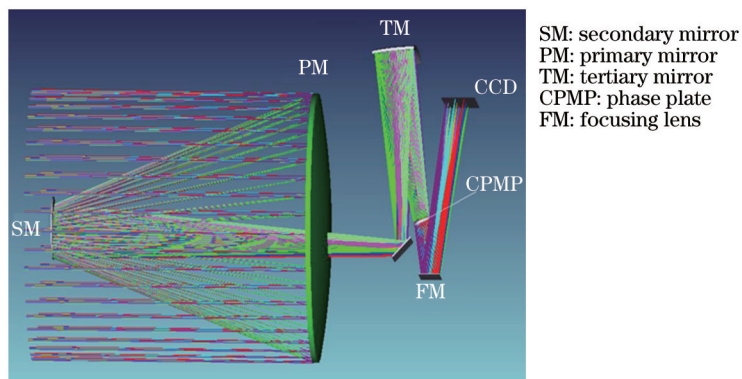 TM
PM
CCD
CPMP
SM
FM
SM: secondary mirror
PM: primary mirror
TM: tertiary mirror
CPMP: phase plate
FM: focusing lens